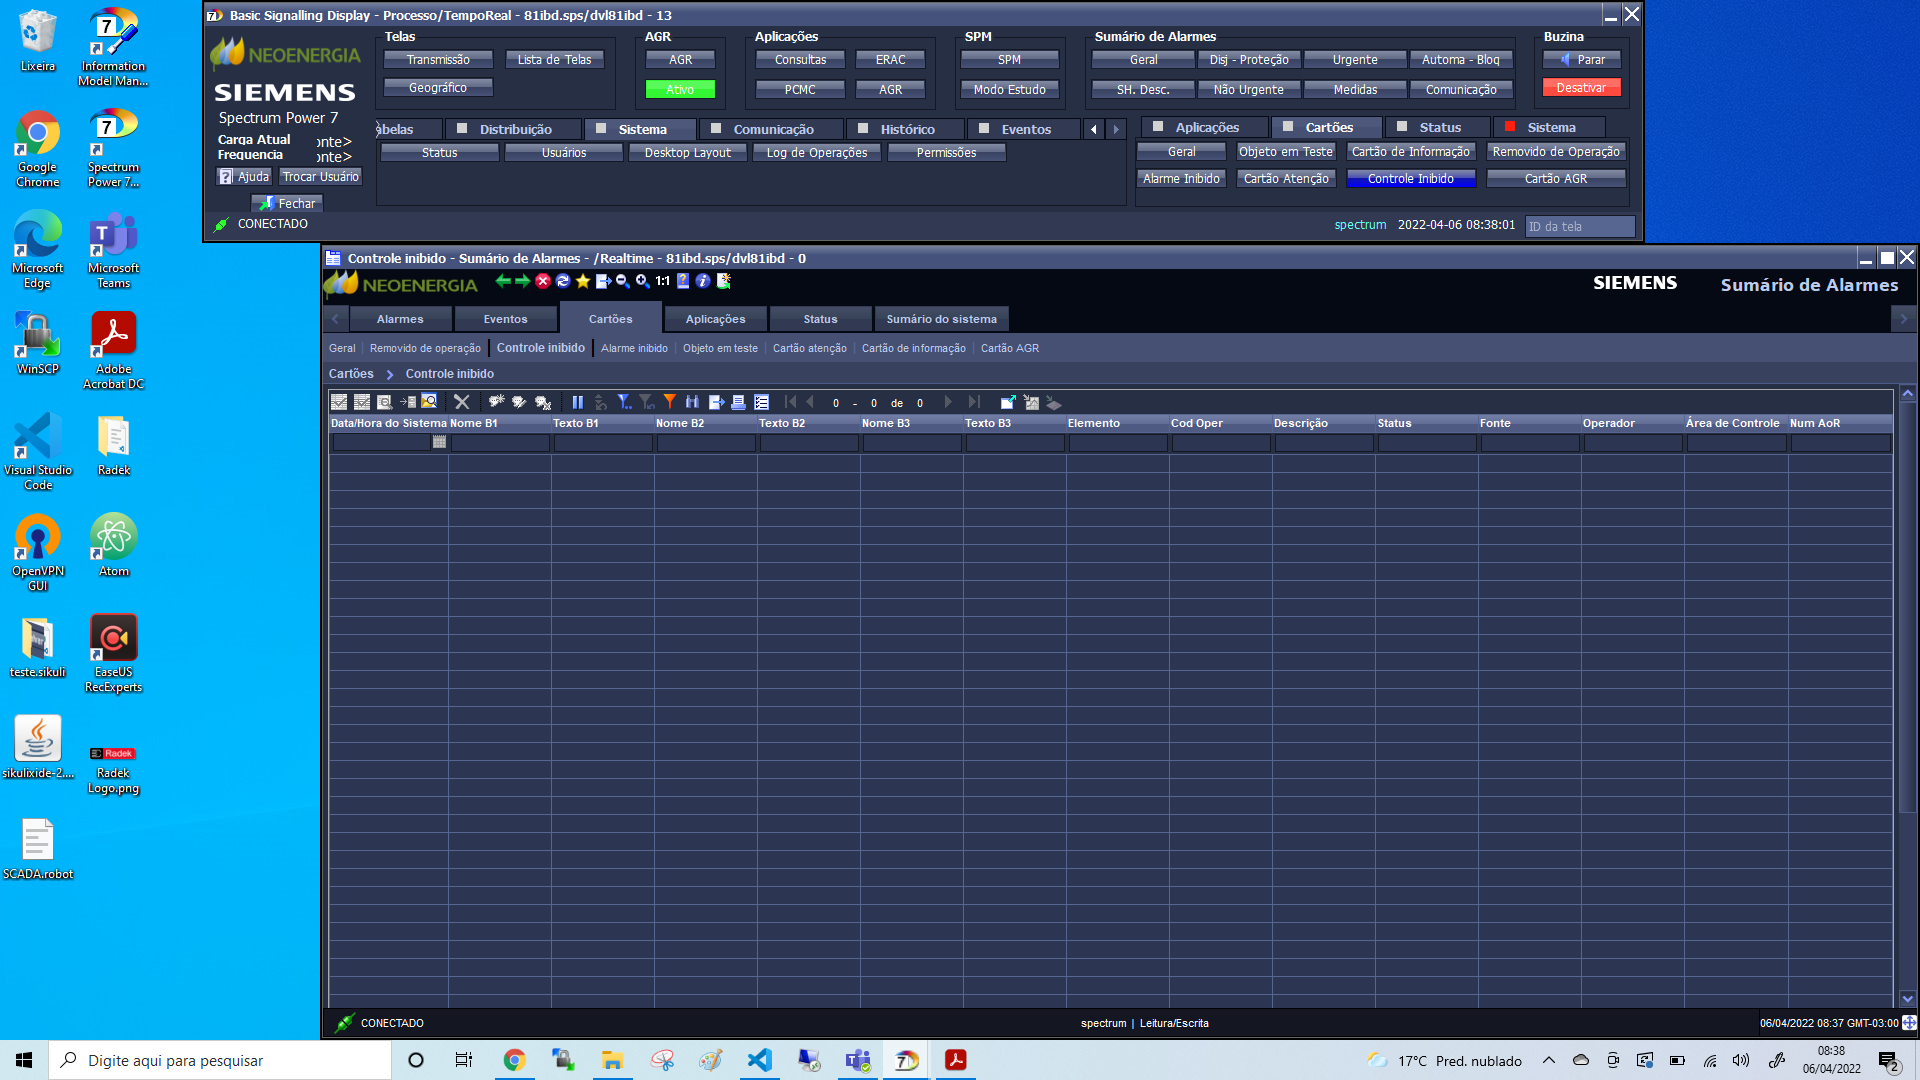 Lixeira
Information
Model Man...
Google
Chrome
Spectrum
Power 7...
Microsoft
Edge
Microsoft
Teams
WinSCP
Adobe
Acrobat DC
Visual Studio
Code
Radek
OpenVPN
GUI
Atom
teste.sikuli
EaseUS
RecExperts
sikulixide-2....
Radek
Radek
Logo.png
SCADA.robot
Basic Signalling Display - Processo/TempoReal - 81ibd.sps/dvl81ibd - 13
NEOENERGIA
SIEMENS
Spectrum Power 7
Carga Atual onte>
Frequencia onte>
Ajuda Trocar Usuário
Fechar
CONECTADO
Telas
Transmissão Lista de Telas
Geográfico
AGR
AGR
Ativo
Aplicações
Consultas ERAC
PCMC AGR
SPM
SPM
Modo Estudo
Sumário de Alarmes
Geral Disj - Proteção Urgente Automa - Bloq
SH. Desc. Não Urgente Medidas Comunicação
Buzina
Parar
Desativar
abelas Distribuição Sistema Comunicação Histórico Eventos
Status Usuários Desktop Layout Log de Operações Permissões
Aplicações Cartões Status Sistema
Geral Objeto em Teste Cartão de Informação Removido de Operação
Alarme Inibido Cartão Atenção Controle Inibido Cartão AGR
spectrum 2022-04-06 08:38:01 ID da tela
Controle inibido - Sumário de Alarmes - /Realtime - 81ibd.sps/dvl81ibd - 0
NEOENERGIA 1:1 SIEMENS Sumário de Alarmes
Alarmes Eventos Cartões Aplicações Status Sumário do sistema
Geral Removido de operação Controle inibido Alarme inibido Objeto em teste Cartão atenção Cartão de informação Cartão AGR
Cartões > Controle inibido
0 - 0 de 0
Data/Hora do Sistema Nome B1 Texto B1 Nome B2 Texto B2 Nome B3 Texto B3 Elemento Cod Oper Descrição Status Fonte Operador Área de Controle Num AoR
CONECTADO spectrum | Leitura/Escrita 06/04/2022 08:37 GMT-03:00
Digite aqui para pesquisar
17°C Pred. nublado
08:38
06/04/2022
2